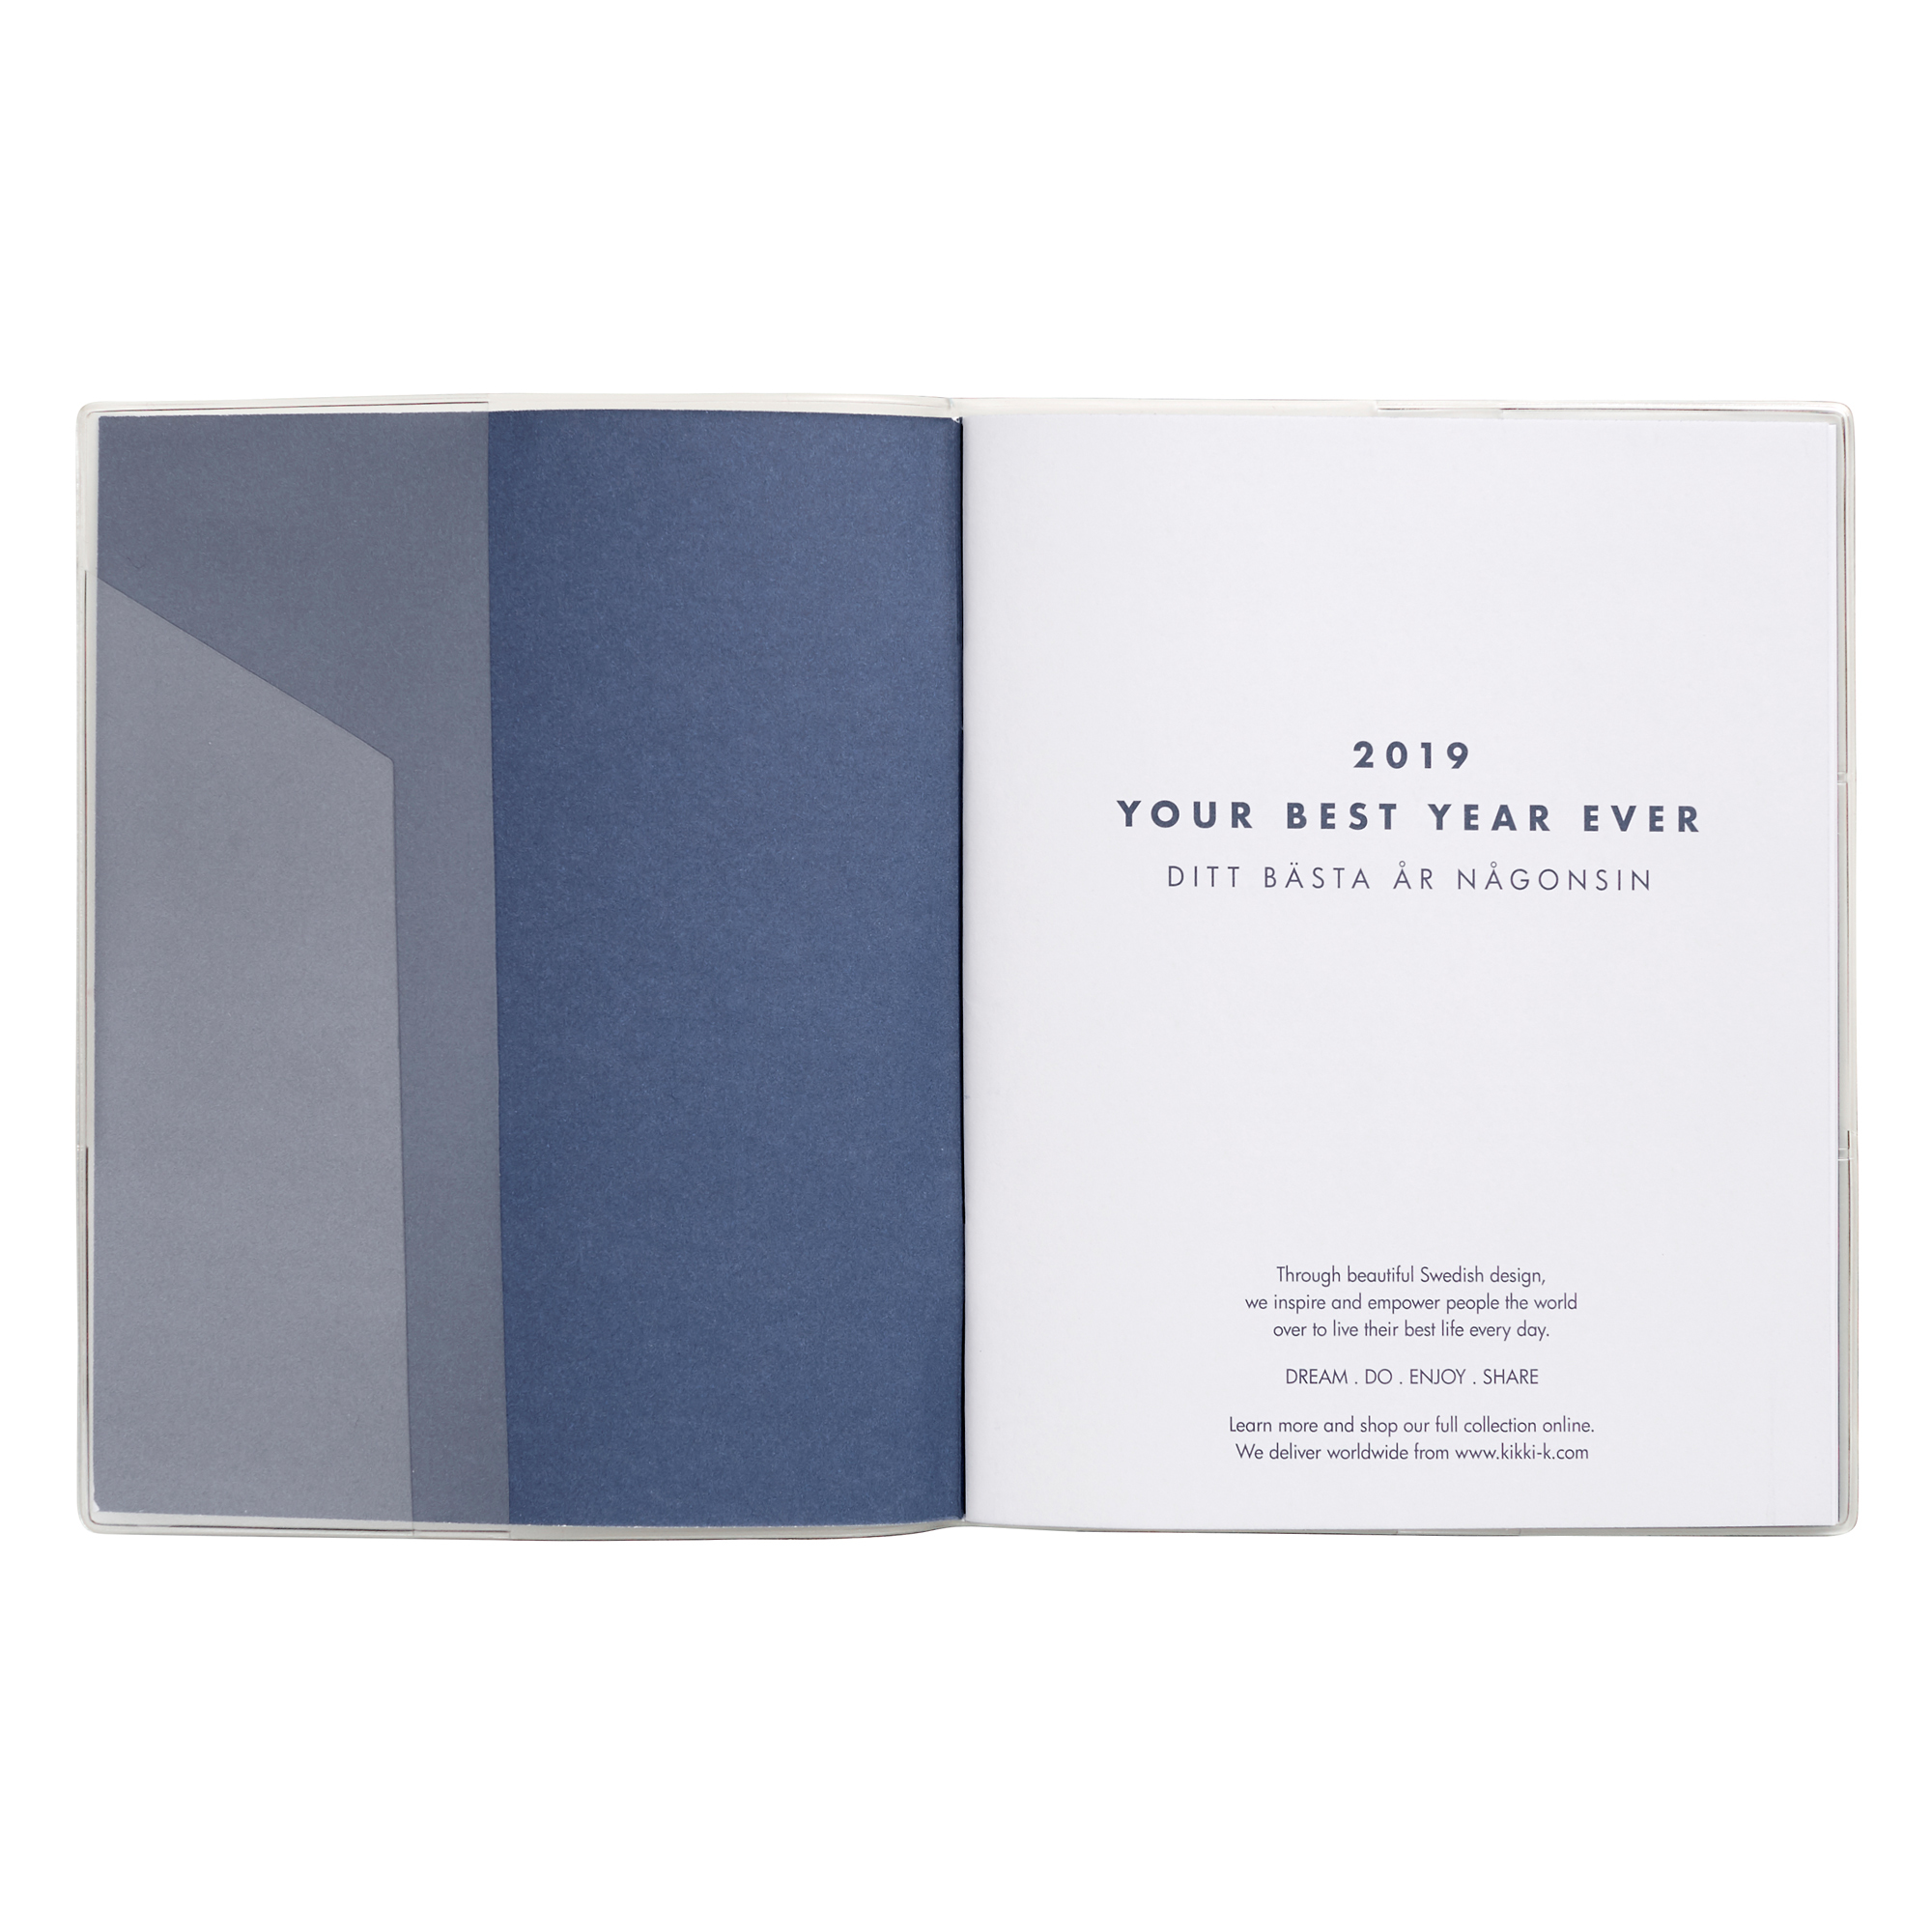 2019
YOUR BEST YEAR EVER
DITT BÄSTA ÅR NÅGONSIN
Through beautiful Swedish design,
we inspire and empower people the world
over to live their best life every day.
DREAM . DO . ENJOY . SHARE
Learn more and shop our full collection online.
We deliver worldwide from www.kikki-k.com